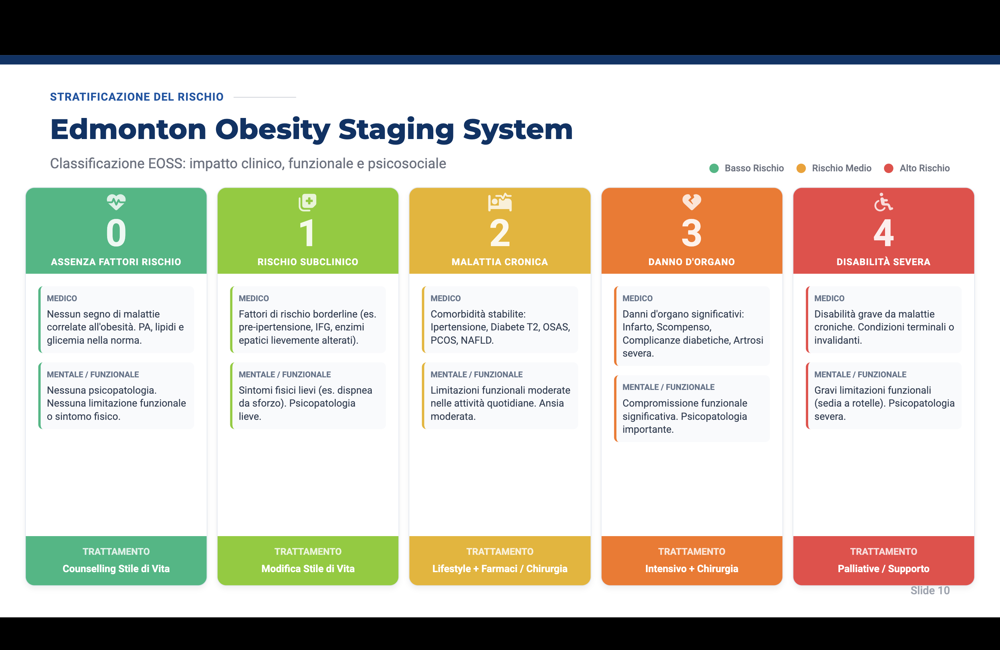 STRATIFICAZIONE DEL RISCHIO
Edmonton Obesity Staging System
Classificazione EOSS: impatto clinico, funzionale e psicosociale
Basso Rischio
Rischio Medio
Alto Rischio
0
ASSENZA FATTORI RISCHIO
MEDICO
Nessun segno di malattie
correlate all'obesità. PA, lipidi e
glicemia nella norma.
MENTALE / FUNZIONALE
Nessuna psicopatologia.
Nessuna limitazione funzionale
o sintomo fisico.
TRATTAMENTO
Counselling Stile di Vita
1
RISCHIO SUBCLINICO
MEDICO
Fattori di rischio borderline (es.
pre-ipertensione, IFG, enzimi
epatici lievemente alterati).
MENTALE / FUNZIONALE
Sintomi fisici lievi (es. dispnea
da sforzo). Psicopatologia
lieve.
TRATTAMENTO
Modifica Stile di Vita
2
MALATTIA CRONICA
MEDICO
Comorbidità stabilite:
Ipertensione, Diabete T2, OSAS,
PCOS, NAFLD.
MENTALE / FUNZIONALE
Limitazioni funzionali moderate
nelle attività quotidiane. Ansia
moderata.
TRATTAMENTO
Lifestyle + Farmaci / Chirurgia
3
DANNO D'ORGANO
MEDICO
Danni d'organo significativi:
Infarto, Scompenso,
Complicanze diabetiche, Artrosi
severa.
MENTALE / FUNZIONALE
Compromissione funzionale
significativa. Psicopatologia
importante.
TRATTAMENTO
Intensivo + Chirurgia
4
DISABILITÀ SEVERA
MEDICO
Disabilità grave da malattie
croniche. Condizioni terminali o
invalidanti.
MENTALE / FUNZIONALE
Gravi limitazioni funzionali
(sedia a rotelle). Psicopatologia
severa.
TRATTAMENTO
Palliative / Supporto
Slide 10